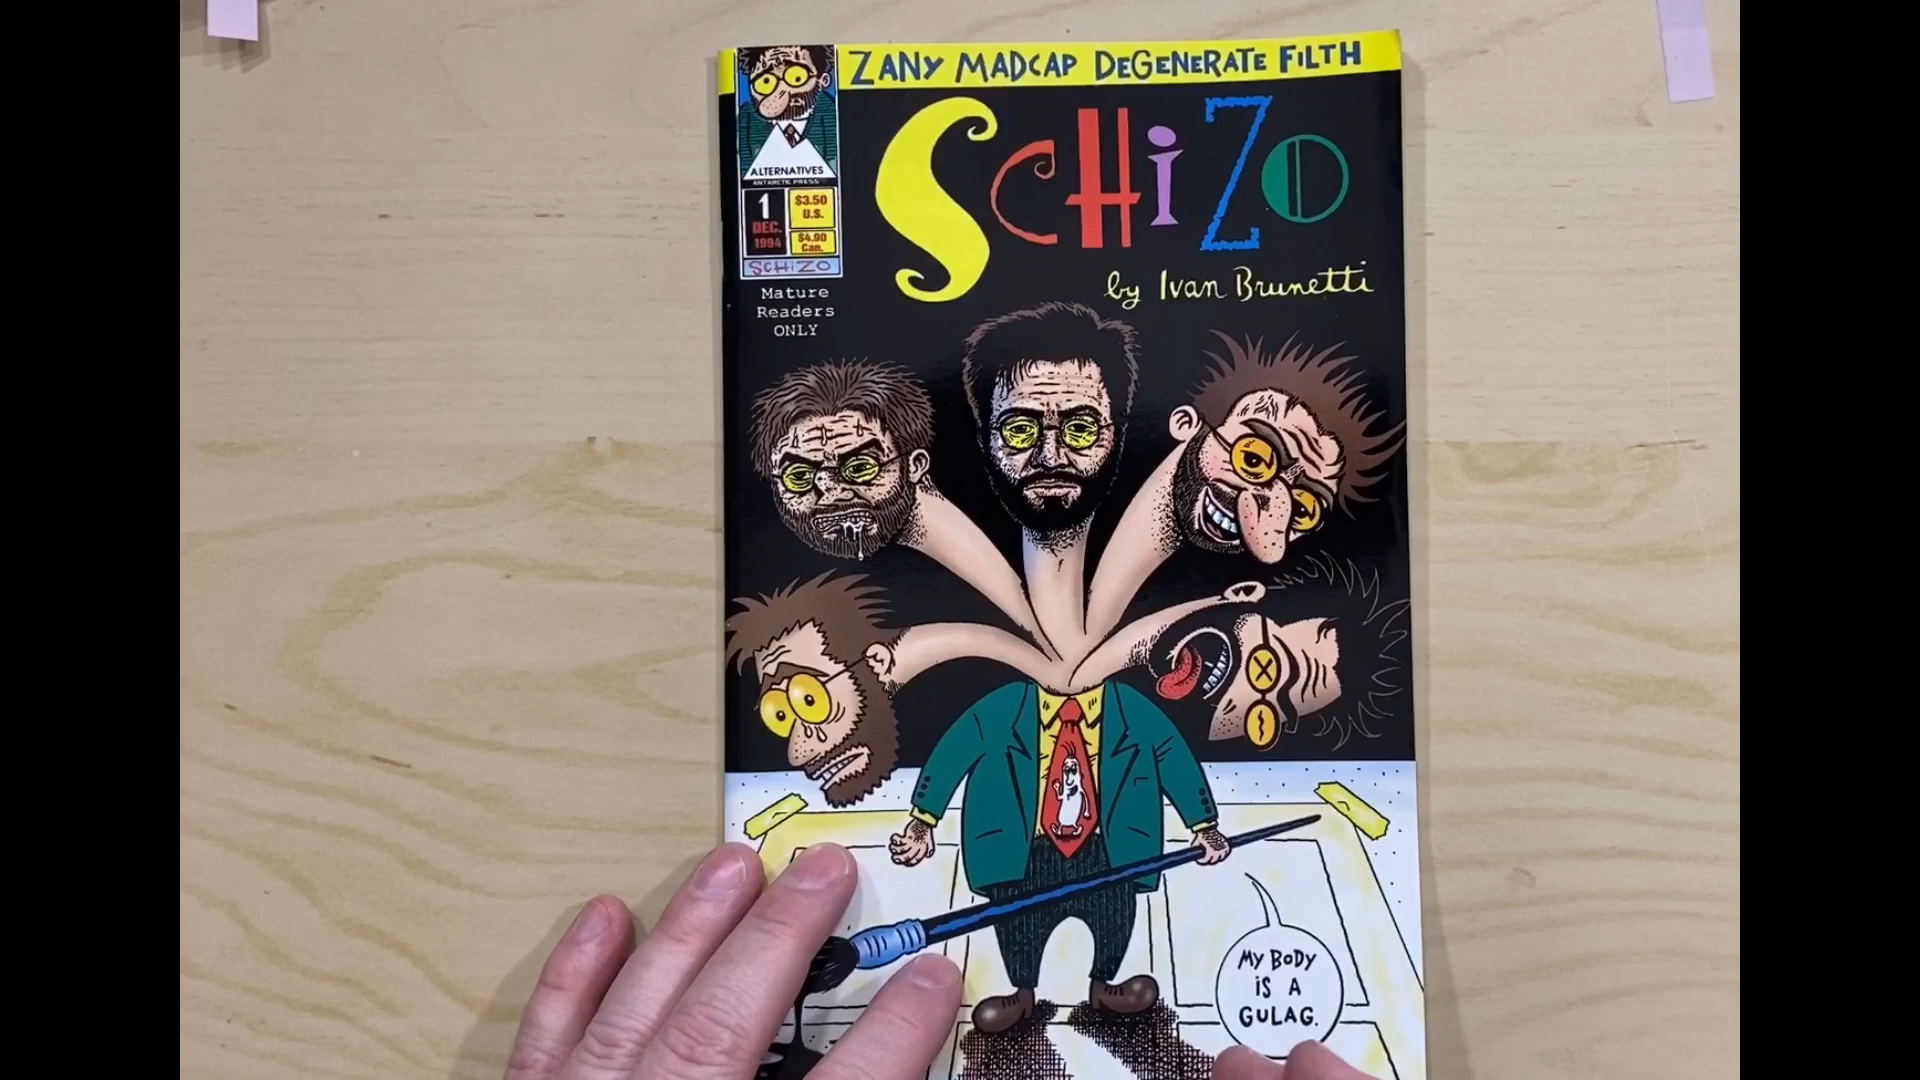 ZANY MADCAP DEGENERATE FILTH
SCHiZO
by Ivan Brunetti
ALTERNATIVES
ANTARCTIC PRESS
1
DEC.
1994
$3.50
U.S.
$4.90
Can.
SCHiZO
Mature
Readers
ONLY
MY BODY
iS A
GULAG.